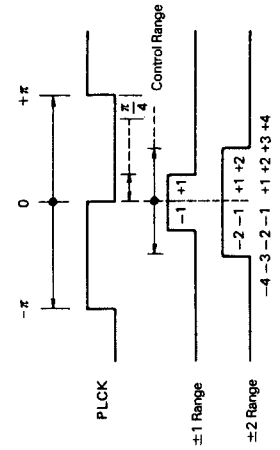 −π 0 +π
PLCK
π/4
Control Range
±1 Range
−1 +1
±2 Range
−2 −1 +1 +2
−4 −3 −2 −1 +1 +2 +3 +4